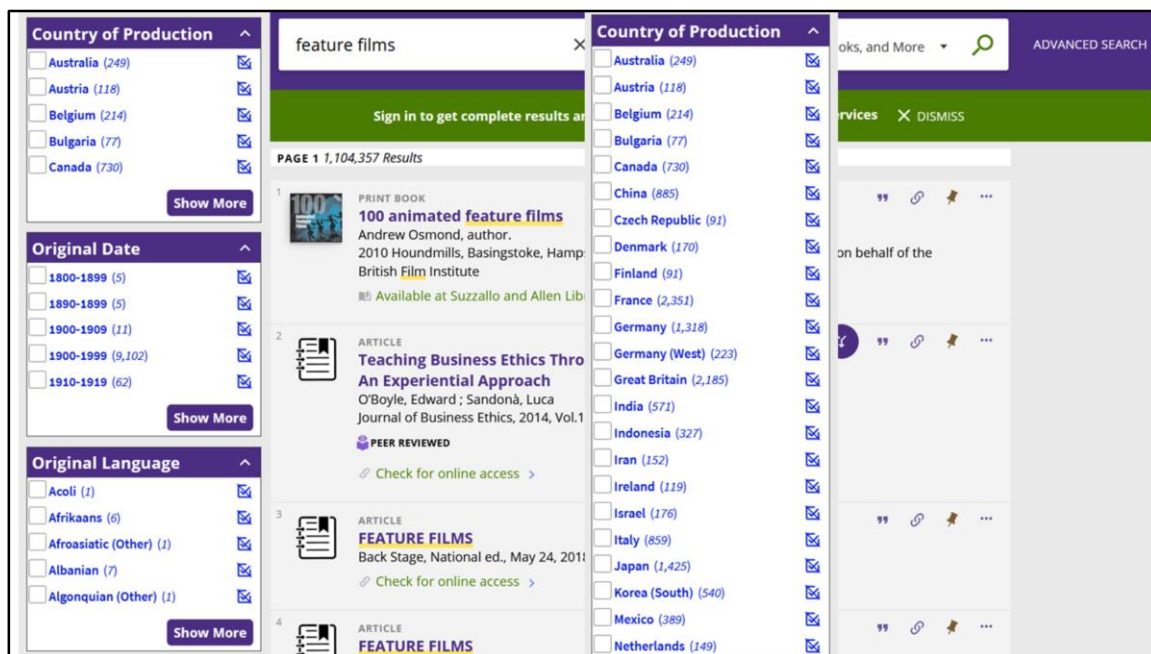 Country of Production
Australia (249)
Austria (118)
Belgium (214)
Bulgaria (77)
Canada (730)
Show More
Original Date
1800-1899 (5)
1890-1899 (5)
1900-1909 (11)
1900-1999 (9,102)
1910-1919 (62)
Show More
Original Language
Acoli (1)
Afrikaans (6)
Afroasiatic (Other) (1)
Albanian (7)
Algonquian (Other) (1)
Show More
feature films
Sign in to get complete results
PAGE 1 1,104,357 Results
1
100
PRINT BOOK
100 animated feature films
Andrew Osmond, author.
2010 Houndmills, Basingstoke,
British Film Institute
Available at Suzzallo and Allen
2
ARTICLE
Teaching Business Ethics
An Experiential Approach
O'Boyle, Edward ; Sandonà, Luca
Journal of Business Ethics, 2014,
PEER REVIEWED
Check for online access >
3
ARTICLE
FEATURE FILMS
Back Stage, National ed., May 24,
Check for online access >
4
ARTICLE
FEATURE FILMS
Country of Production
Australia (249)
Austria (118)
Belgium (214)
Bulgaria (77)
Canada (730)
China (885)
Czech Republic (91)
Denmark (170)
Finland (91)
France (2,351)
Germany (1,318)
Germany (West) (223)
Great Britain (2,185)
India (571)
Indonesia (327)
Iran (152)
Ireland (119)
Israel (176)
Italy (859)
Japan (1,425)
Korea (South) (540)
Mexico (389)
Netherlands (149)
and More
ADVANCED SEARCH
DISMISS
on behalf of the